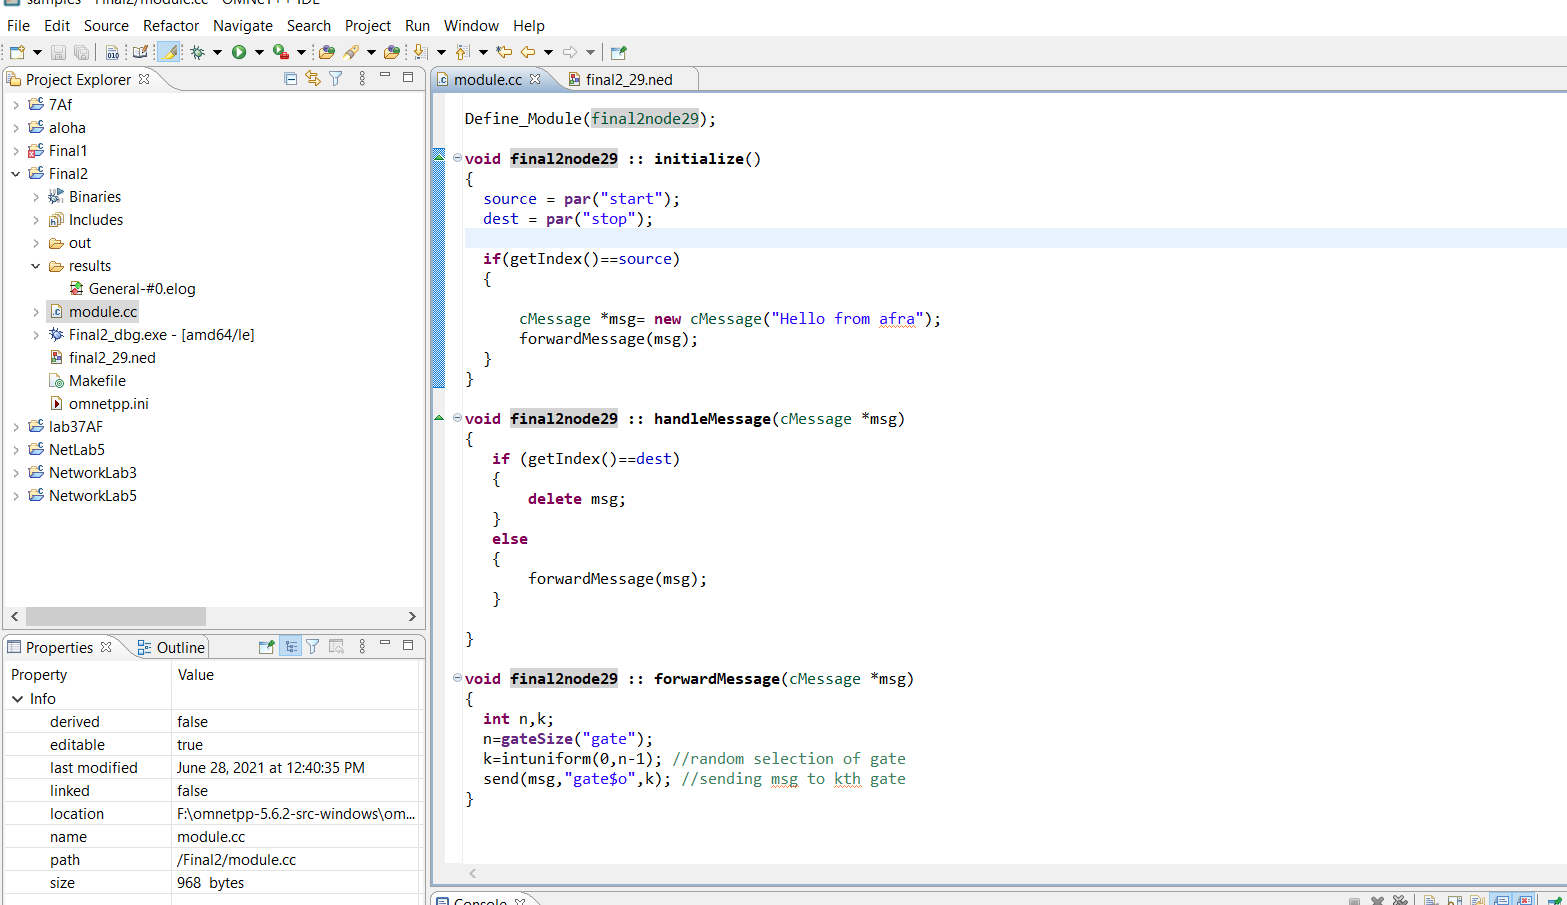 samples - Final2/module.cc - OMNeT++ IDE
File Edit Source Refactor Navigate Search Project Run Window Help
Project Explorer
7Af
aloha
Final1
Final2
Binaries
Includes
out
results
General-#0.elog
module.cc
Final2_dbg.exe - [amd64/le]
final2_29.ned
Makefile
omnetpp.ini
lab37AF
NetLab5
NetworkLab3
NetworkLab5
Properties Outline
Property Value
Info
derived false
editable true
last modified June 28, 2021 at 12:40:35 PM
linked false
location F:\omnetpp-5.6.2-src-windows\om...
name module.cc
path /Final2/module.cc
size 968 bytes
module.cc final2_29.ned
Define_Module(final2node29);
void final2node29 :: initialize()
{
source = par("start");
dest = par("stop");
if(getIndex()==source)
{
cMessage *msg= new cMessage("Hello from afra");
forwardMessage(msg);
}
}
void final2node29 :: handleMessage(cMessage *msg)
{
if (getIndex()==dest)
{
delete msg;
}
else
{
forwardMessage(msg);
}
}
void final2node29 :: forwardMessage(cMessage *msg)
{
int n,k;
n=gateSize("gate");
k=intuniform(0,n-1); //random selection of gate
send(msg,"gate$o",k); //sending msg to kth gate
}
Console